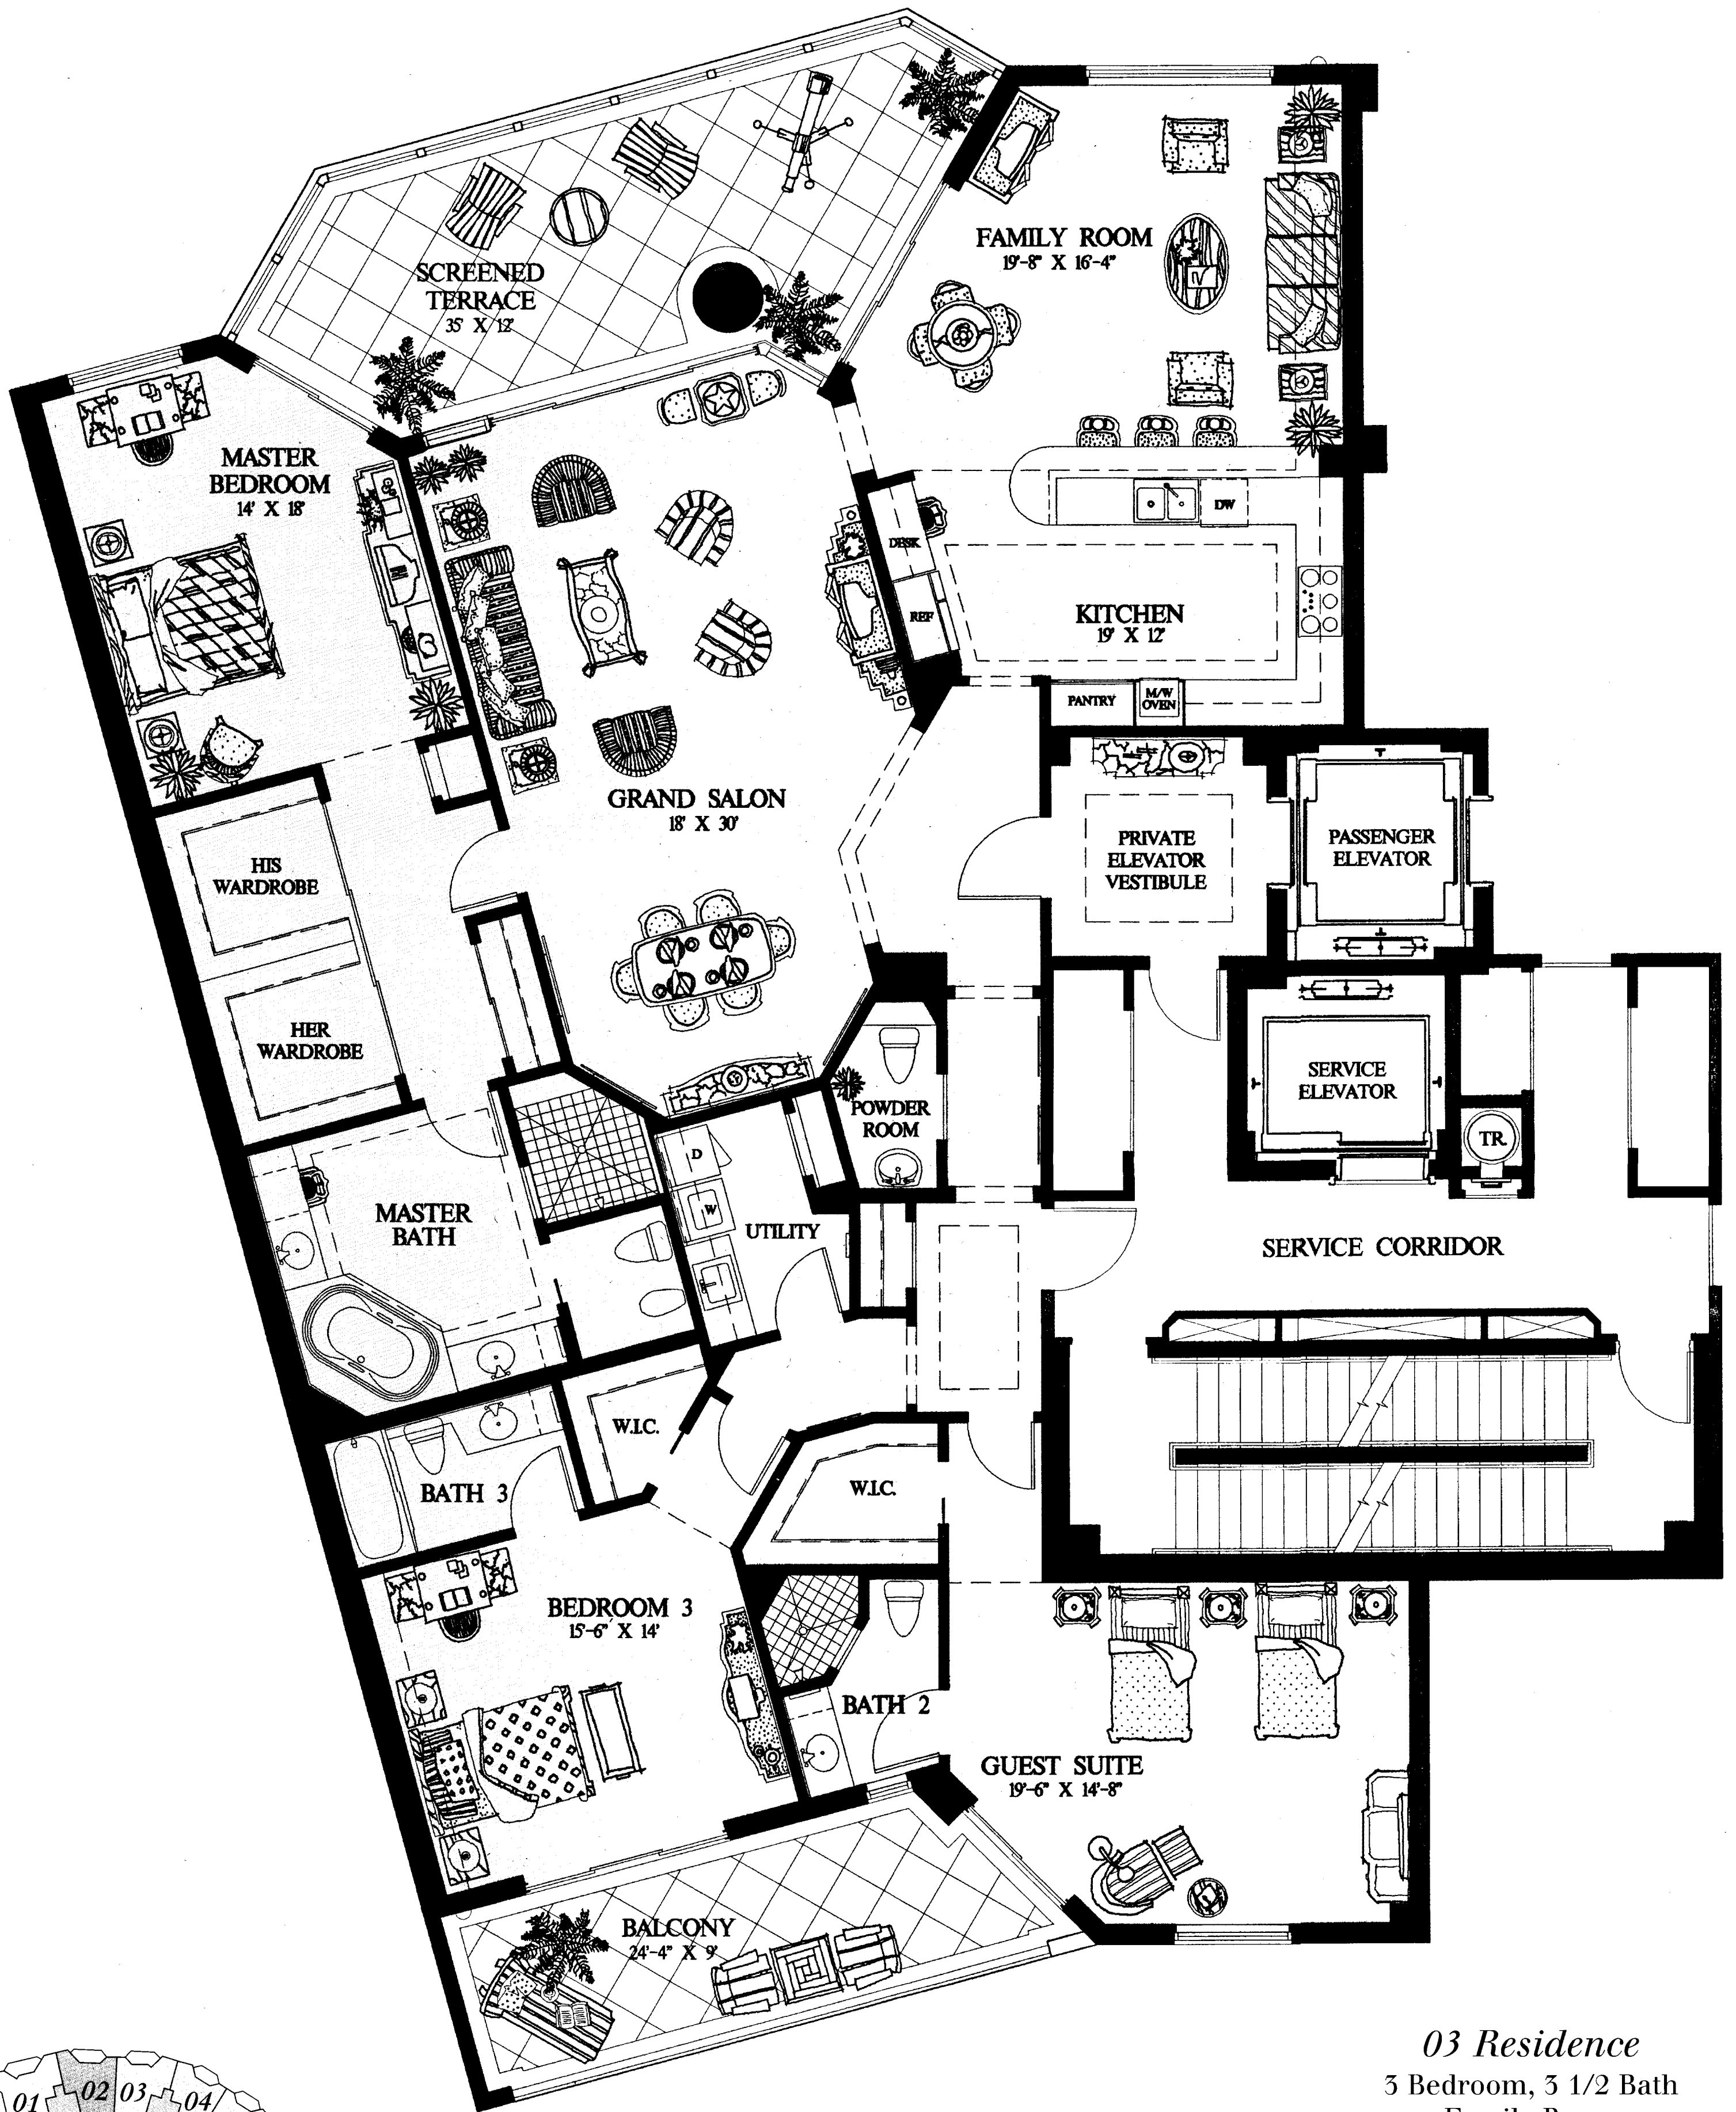 FAMILY ROOM
19'-8" X 16'-4"
SCREENED
TERRACE
35' X 12'
MASTER
BEDROOM
14' X 18'
DW
DESK
REF
KITCHEN
19' X 12'
PANTRY
M/W
OVEN
GRAND SALON
18' X 30'
PRIVATE
ELEVATOR
VESTIBULE
PASSENGER
ELEVATOR
HIS
WARDROBE
HER
WARDROBE
SERVICE
ELEVATOR
POWDER
ROOM
TR
D
W
UTILITY
MASTER
BATH
SERVICE CORRIDOR
W.I.C.
W.I.C.
BATH 3
BEDROOM 3
15'-6" X 14'
BATH 2
GUEST SUITE
19'-6" X 14'-8"
BALCONY
24'-4" X 9'
01
02
03
04
03 Residence
3 Bedroom, 3 1/2 Bath